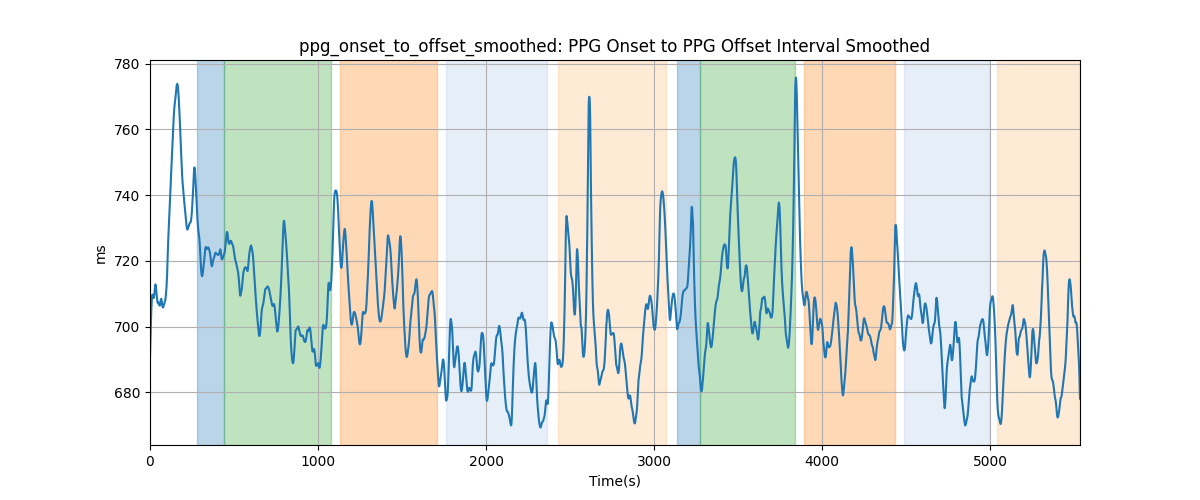 ppg_onset_to_offset_smoothed: PPG Onset to PPG Offset Interval Smoothed
780
760
740
720
700
680
ms
0 1000 2000 3000 4000 5000
Time(s)